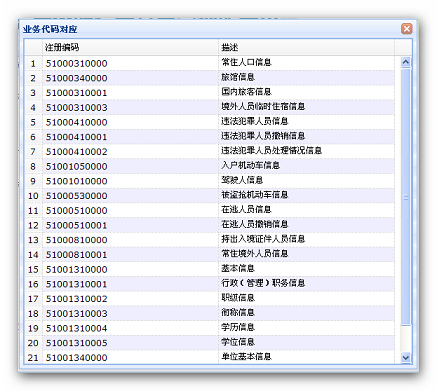 业务代码对应
注册编码 描述
1 51000310000 常住人口信息
2 51000340000 旅馆信息
3 51000310001 国内旅客信息
4 51000310003 境外人员临时住宿信息
5 51000410000 违法犯罪人员信息
6 51000410001 违法犯罪人员撤销信息
7 51000410002 违法犯罪人员处理情况信息
8 51001050000 入户机动车信息
9 51001010000 驾驶人信息
10 51000530000 被盗抢机动车信息
11 51000510000 在逃人员信息
12 51000510001 在逃人员撤销信息
13 51000810000 持出入境证件人员信息
14 51000810001 常住境外人员信息
15 51001310000 基本信息
16 51001310001 行政（管理）职务信息
17 51001310002 职级信息
18 51001310003 衔称信息
19 51001310004 学历信息
20 51001310005 学位信息
21 51001340000 单位基本信息